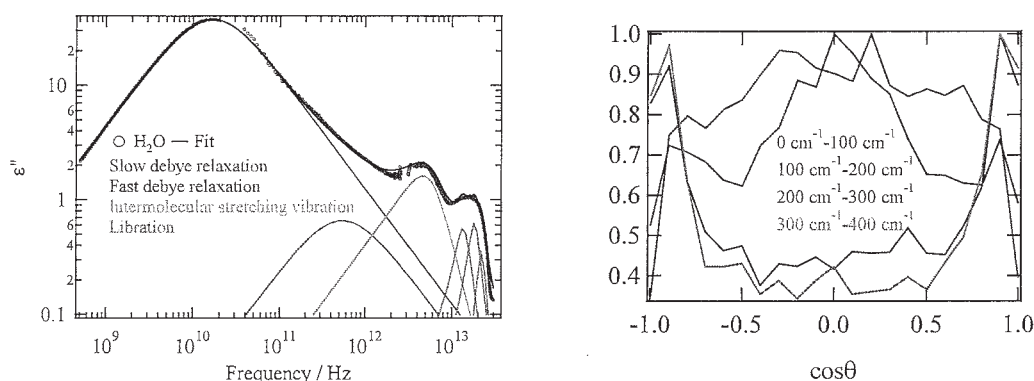 ε"
2
10
6
4
2
1
6
4
2
0.1
○ H₂O — Fit
Slow debye relaxation
Fast debye relaxation
Intermolecular stretching vibration
Libration
10⁹
10¹⁰
10¹¹
10¹²
10¹³
Frequency / Hz
1.0
0.9
0.8
0.7
0.6
0.5
0.4
0 cm⁻¹-100 cm⁻¹
100 cm⁻¹-200 cm⁻¹
200 cm⁻¹-300 cm⁻¹
300 cm⁻¹-400 cm⁻¹
-1.0
-0.5
0.0
0.5
1.0
cosθ